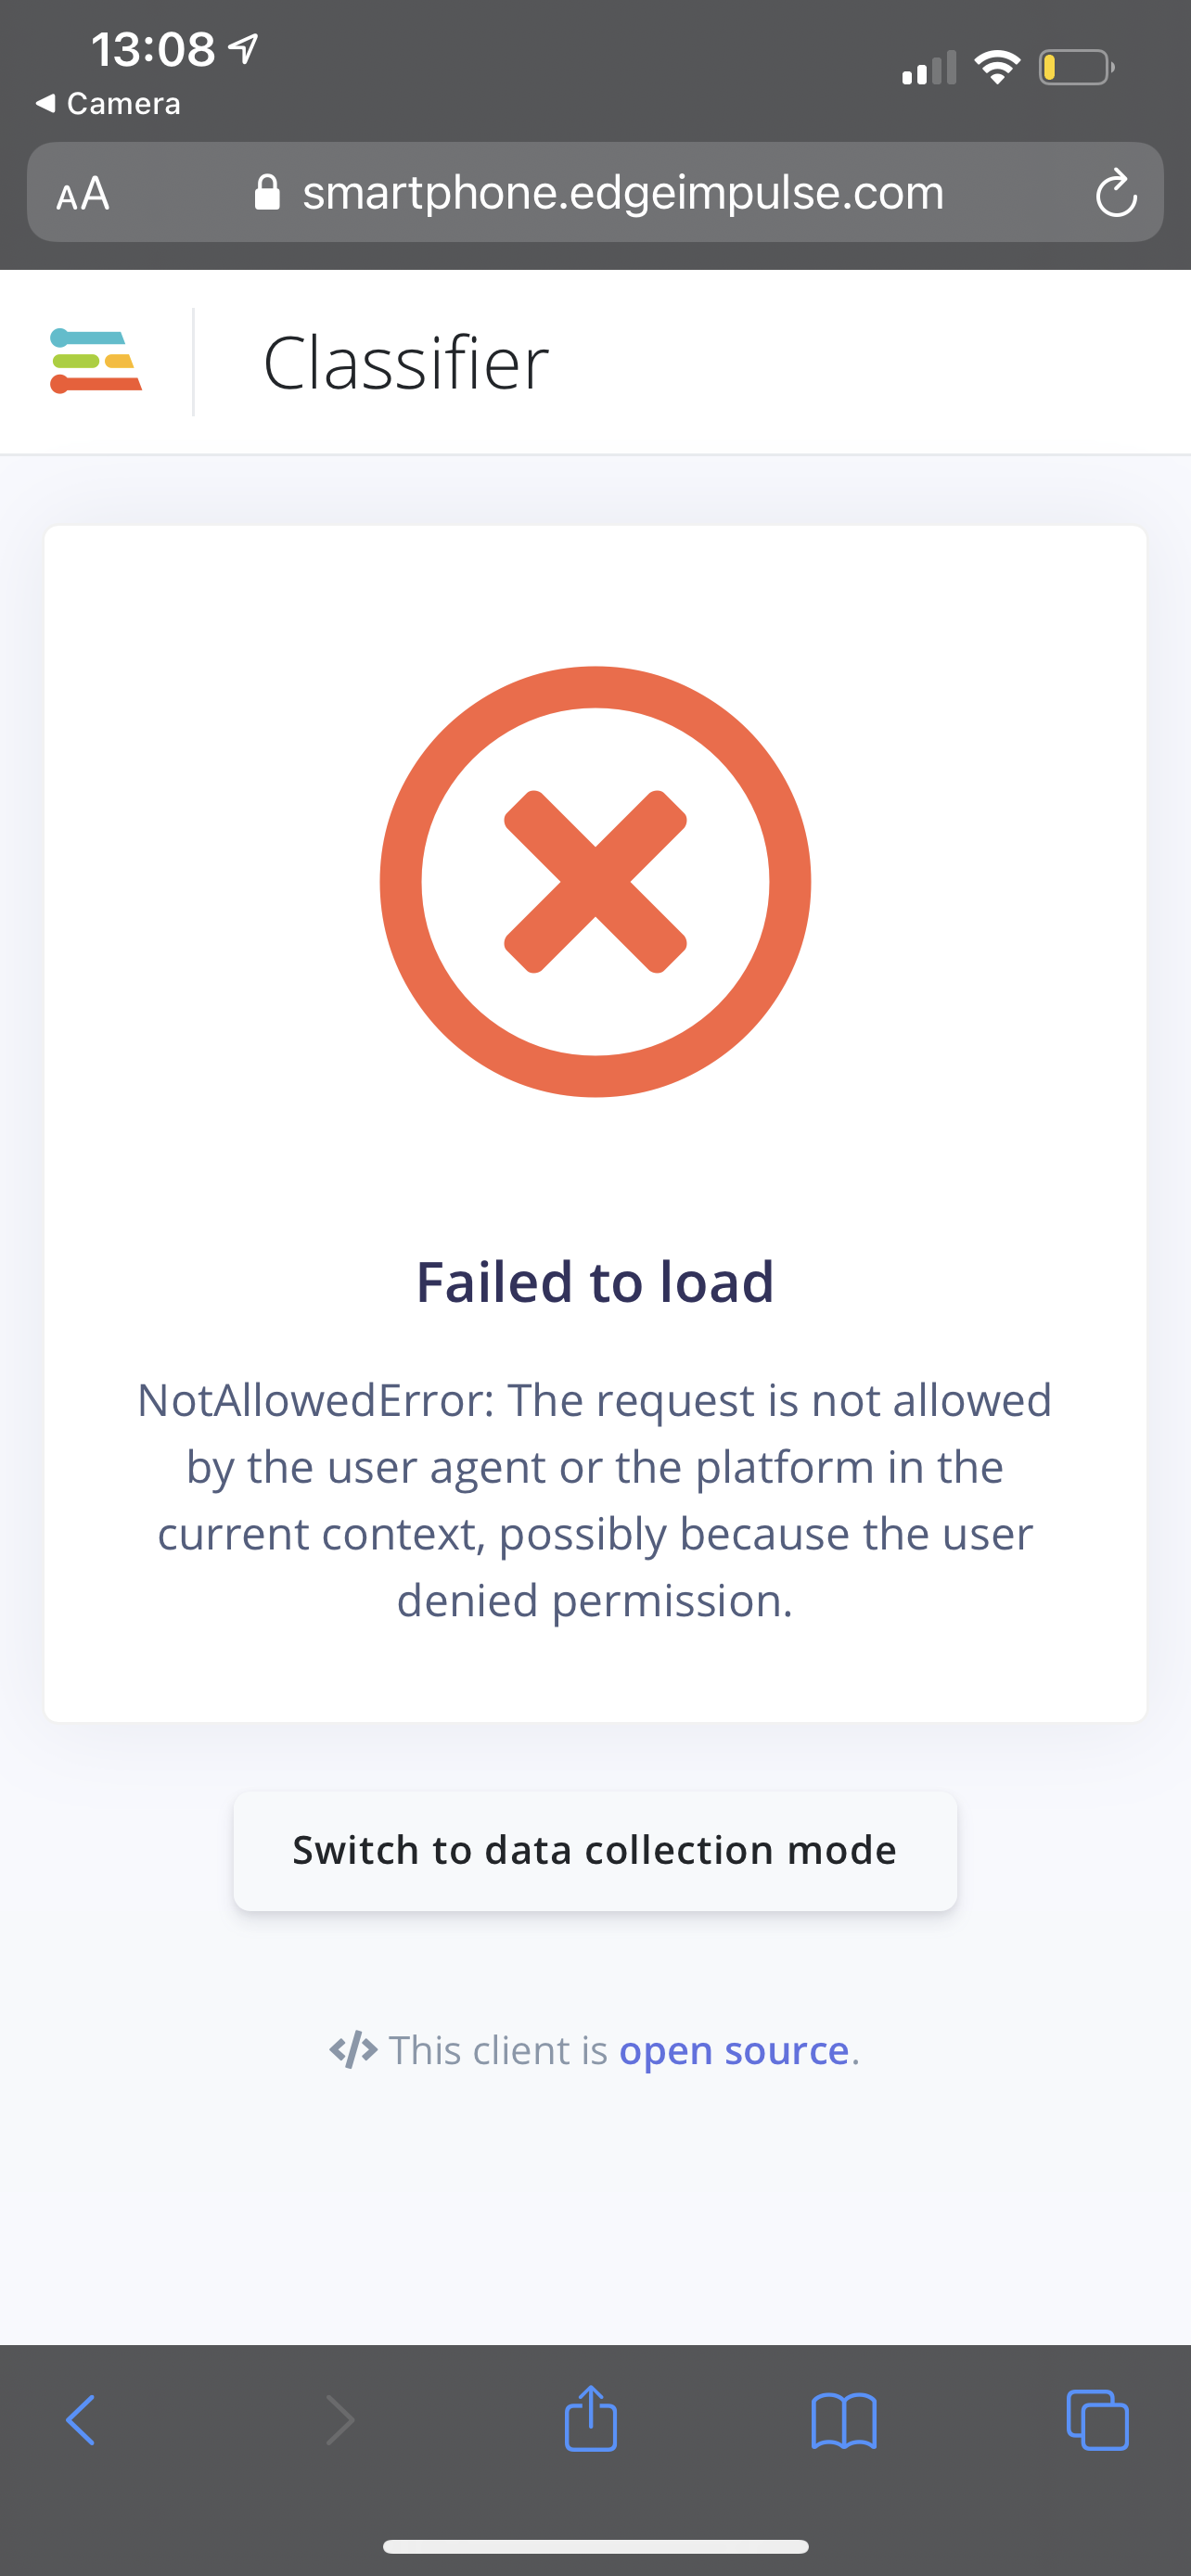 13:08
Camera
AA smartphone.edgeimpulse.com
Classifier
Failed to load
NotAllowedError: The request is not allowed
by the user agent or the platform in the
current context, possibly because the user
denied permission.
Switch to data collection mode
</> This client is open source.